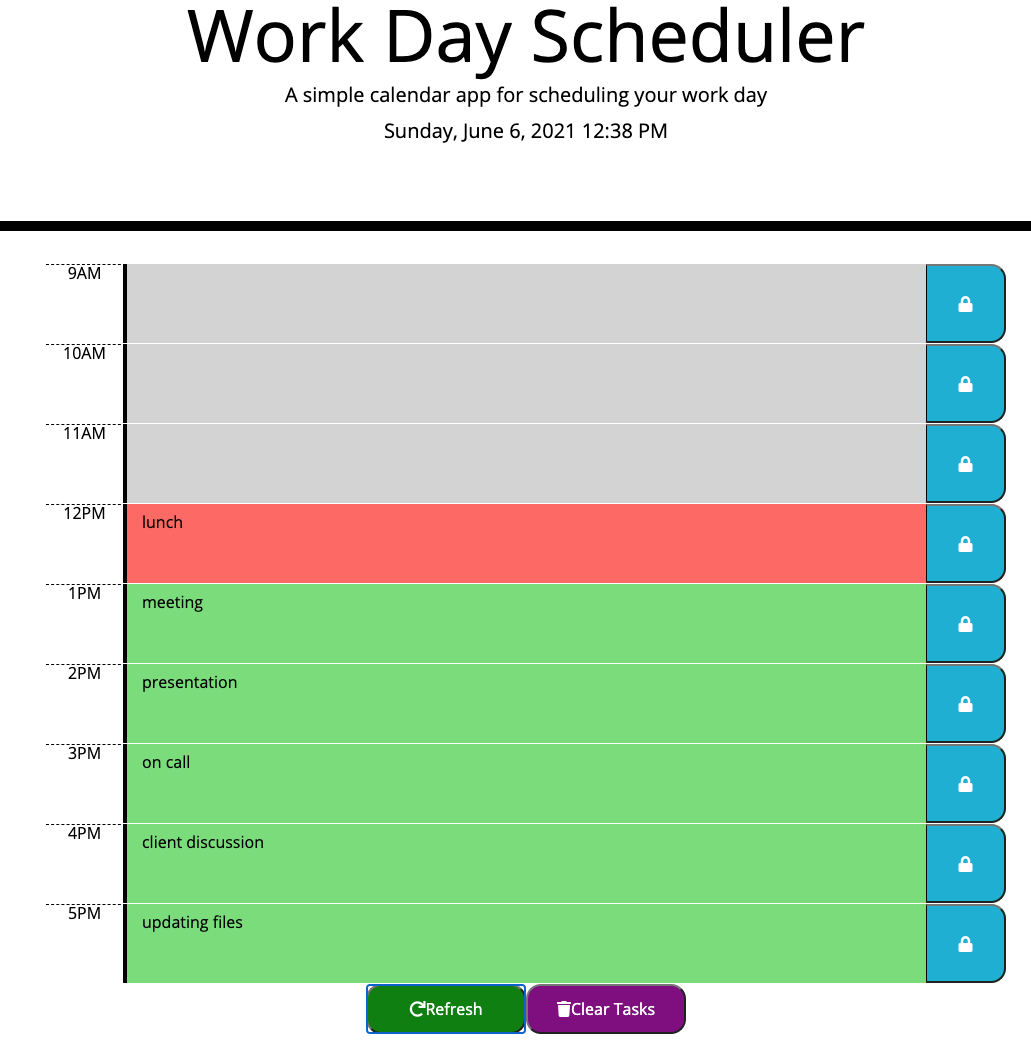 Work Day Scheduler
A simple calendar app for scheduling your work day
Sunday, June 6, 2021 12:38 PM
9AM
10AM
11AM
12PM lunch
1PM meeting
2PM presentation
3PM on call
4PM client discussion
5PM updating files
Refresh Clear Tasks